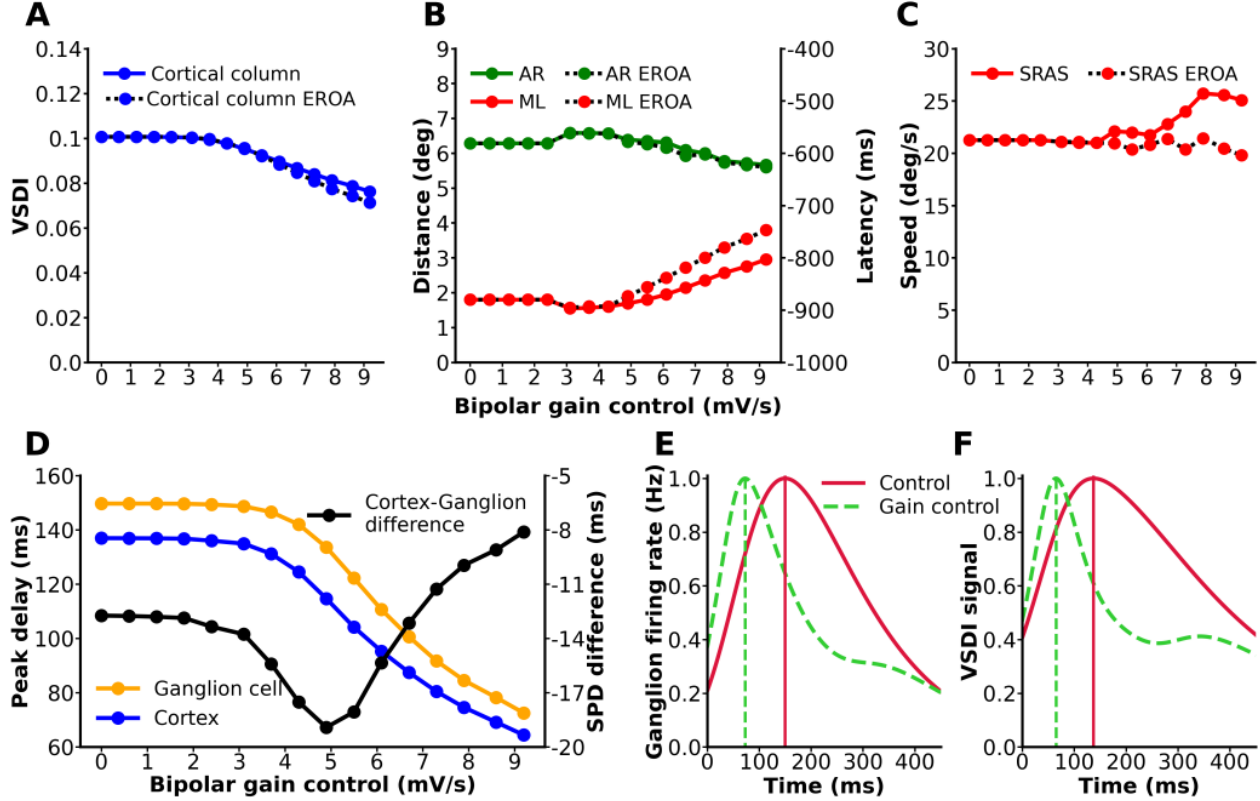 A
0.14
0.12
0.1
0.08
0.06
0.04
0.02
0.0
VSDI
Cortical column
Cortical column EROA
0 1 2 3 4 5 6 7 8 9
B
9
8
7
6
5
4
3
2
1
0
Distance (deg)
AR
AR EROA
ML
ML EROA
-400
-500
-600
-700
-800
-900
-1000
Latency (ms)
0 1 2 3 4 5 6 7 8 9
Bipolar gain control (mV/s)
C
30
25
20
15
10
5
0
Speed (deg/s)
SRAS
SRAS EROA
0 1 2 3 4 5 6 7 8 9
D
160
140
120
100
80
60
Peak delay (ms)
Cortex-Ganglion
difference
Ganglion cell
Cortex
-5
-8
-11
-13
-17
-20
SPD difference (ms)
0 1 2 3 4 5 6 7 8 9
Bipolar gain control (mV/s)
E
1.0
0.8
0.6
0.4
0.2
0.0
Ganglion firing rate (Hz)
Control
Gain control
0 100 200 300 400
Time (ms)
F
1.0
0.8
0.6
0.4
0.2
0.0
VSDI signal
0 100 200 300 400
Time (ms)